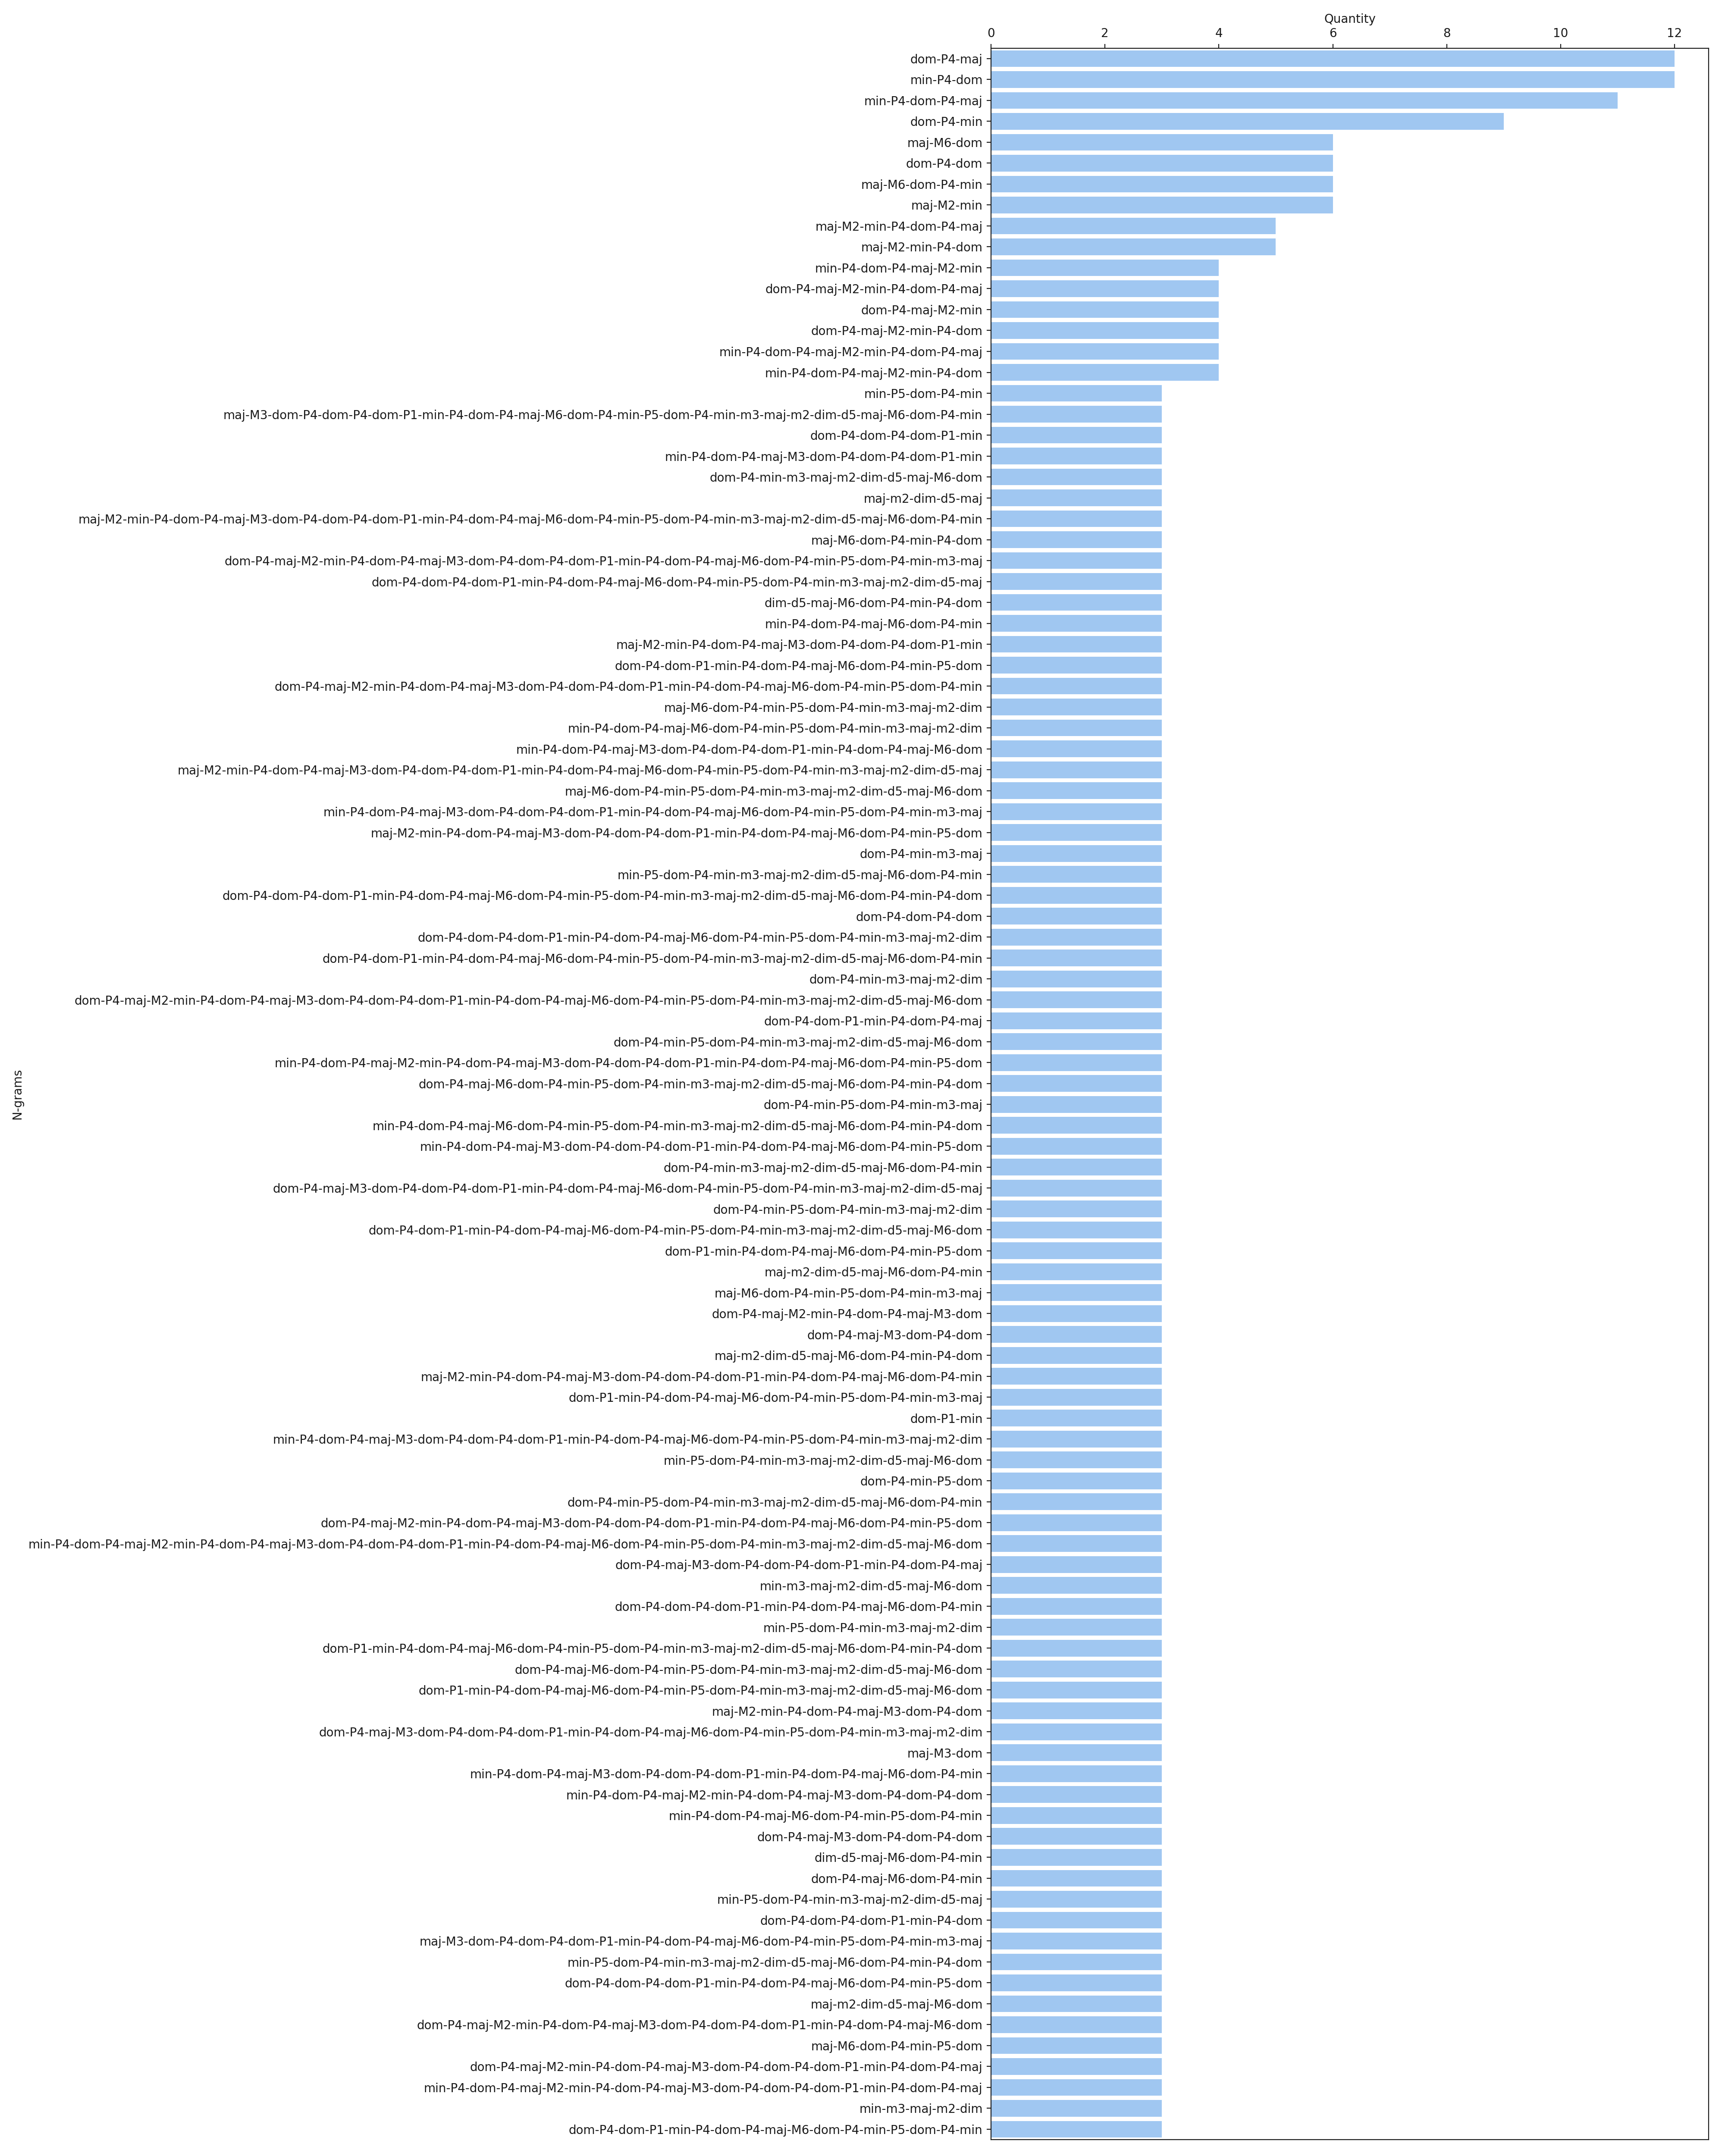 Quantity
0 2 4 6 8 10 12
dom-P4-maj
min-P4-dom
min-P4-dom-P4-maj
dom-P4-min
maj-M6-dom
dom-P4-dom
maj-M6-dom-P4-min
maj-M2-min
maj-M2-min-P4-dom-P4-maj
maj-M2-min-P4-dom
min-P4-dom-P4-maj-M2-min
dom-P4-maj-M2-min-P4-dom-P4-maj
dom-P4-maj-M2-min
dom-P4-maj-M2-min-P4-dom
min-P4-dom-P4-maj-M2-min-P4-dom-P4-maj
min-P4-dom-P4-maj-M2-min-P4-dom
min-P5-dom-P4-min
maj-M3-dom-P4-dom-P4-dom-P1-min-P4-dom-P4-maj-M6-dom-P4-min-P5-dom-P4-min-m3-maj-m2-dim-d5-maj-M6-dom-P4-min
dom-P4-dom-P4-dom-P1-min
min-P4-dom-P4-maj-M3-dom-P4-dom-P4-dom-P1-min
dom-P4-min-m3-maj-m2-dim-d5-maj-M6-dom
maj-m2-dim-d5-maj
maj-M2-min-P4-dom-P4-maj-M3-dom-P4-dom-P4-dom-P1-min-P4-dom-P4-maj-M6-dom-P4-min-P5-dom-P4-min-m3-maj-m2-dim-d5-maj-M6-dom-P4-min
maj-M6-dom-P4-min-P4-dom
dom-P4-maj-M2-min-P4-dom-P4-maj-M3-dom-P4-dom-P4-dom-P1-min-P4-dom-P4-maj-M6-dom-P4-min-P5-dom-P4-min-m3-maj
dom-P4-dom-P4-dom-P1-min-P4-dom-P4-maj-M6-dom-P4-min-P5-dom-P4-min-m3-maj-m2-dim-d5-maj
dim-d5-maj-M6-dom-P4-min-P4-dom
min-P4-dom-P4-maj-M6-dom-P4-min
maj-M2-min-P4-dom-P4-maj-M3-dom-P4-dom-P4-dom-P1-min
dom-P4-dom-P1-min-P4-dom-P4-maj-M6-dom-P4-min-P5-dom
dom-P4-maj-M2-min-P4-dom-P4-maj-M3-dom-P4-dom-P4-dom-P1-min-P4-dom-P4-maj-M6-dom-P4-min-P5-dom-P4-min
maj-M6-dom-P4-min-P5-dom-P4-min-m3-maj-m2-dim
min-P4-dom-P4-maj-M6-dom-P4-min-P5-dom-P4-min-m3-maj-m2-dim
min-P4-dom-P4-maj-M3-dom-P4-dom-P4-dom-P1-min-P4-dom-P4-maj-M6-dom
maj-M2-min-P4-dom-P4-maj-M3-dom-P4-dom-P4-dom-P1-min-P4-dom-P4-maj-M6-dom-P4-min-P5-dom-P4-min-m3-maj-m2-dim-d5-maj
maj-M6-dom-P4-min-P5-dom-P4-min-m3-maj-m2-dim-d5-maj-M6-dom
min-P4-dom-P4-maj-M3-dom-P4-dom-P4-dom-P1-min-P4-dom-P4-maj-M6-dom-P4-min-P5-dom-P4-min-m3-maj
maj-M2-min-P4-dom-P4-maj-M3-dom-P4-dom-P4-dom-P1-min-P4-dom-P4-maj-M6-dom-P4-min-P5-dom
dom-P4-min-m3-maj
min-P5-dom-P4-min-m3-maj-m2-dim-d5-maj-M6-dom-P4-min
dom-P4-dom-P4-dom-P1-min-P4-dom-P4-maj-M6-dom-P4-min-P5-dom-P4-min-m3-maj-m2-dim-d5-maj-M6-dom-P4-min-P4-dom
dom-P4-dom-P4-dom
dom-P4-dom-P4-dom-P1-min-P4-dom-P4-maj-M6-dom-P4-min-P5-dom-P4-min-m3-maj-m2-dim
dom-P4-dom-P1-min-P4-dom-P4-maj-M6-dom-P4-min-P5-dom-P4-min-m3-maj-m2-dim-d5-maj-M6-dom-P4-min
dom-P4-min-m3-maj-m2-dim
dom-P4-maj-M2-min-P4-dom-P4-maj-M3-dom-P4-dom-P4-dom-P1-min-P4-dom-P4-maj-M6-dom-P4-min-P5-dom-P4-min-m3-maj-m2-dim-d5-maj-M6-dom
dom-P4-dom-P1-min-P4-dom-P4-maj
dom-P4-min-P5-dom-P4-min-m3-maj-m2-dim-d5-maj-M6-dom
min-P4-dom-P4-maj-M2-min-P4-dom-P4-maj-M3-dom-P4-dom-P4-dom-P1-min-P4-dom-P4-maj-M6-dom-P4-min-P5-dom
dom-P4-maj-M6-dom-P4-min-P5-dom-P4-min-m3-maj-m2-dim-d5-maj-M6-dom-P4-min-P4-dom
dom-P4-min-P5-dom-P4-min-m3-maj
min-P4-dom-P4-maj-M6-dom-P4-min-P5-dom-P4-min-m3-maj-m2-dim-d5-maj-M6-dom-P4-min-P4-dom
min-P4-dom-P4-maj-M3-dom-P4-dom-P4-dom-P1-min-P4-dom-P4-maj-M6-dom-P4-min-P5-dom
dom-P4-min-m3-maj-m2-dim-d5-maj-M6-dom-P4-min
dom-P4-maj-M3-dom-P4-dom-P4-dom-P1-min-P4-dom-P4-maj-M6-dom-P4-min-P5-dom-P4-min-m3-maj-m2-dim-d5-maj
dom-P4-min-P5-dom-P4-min-m3-maj-m2-dim
dom-P4-dom-P1-min-P4-dom-P4-maj-M6-dom-P4-min-P5-dom-P4-min-m3-maj-m2-dim-d5-maj-M6-dom
dom-P1-min-P4-dom-P4-maj-M6-dom-P4-min-P5-dom
maj-m2-dim-d5-maj-M6-dom-P4-min
maj-M6-dom-P4-min-P5-dom-P4-min-m3-maj
dom-P4-maj-M2-min-P4-dom-P4-maj-M3-dom
dom-P4-maj-M3-dom-P4-dom
maj-m2-dim-d5-maj-M6-dom-P4-min-P4-dom
maj-M2-min-P4-dom-P4-maj-M3-dom-P4-dom-P4-dom-P1-min-P4-dom-P4-maj-M6-dom-P4-min
dom-P1-min-P4-dom-P4-maj-M6-dom-P4-min-P5-dom-P4-min-m3-maj
dom-P1-min
min-P4-dom-P4-maj-M3-dom-P4-dom-P4-dom-P1-min-P4-dom-P4-maj-M6-dom-P4-min-P5-dom-P4-min-m3-maj-m2-dim
min-P5-dom-P4-min-m3-maj-m2-dim-d5-maj-M6-dom
dom-P4-min-P5-dom
dom-P4-min-P5-dom-P4-min-m3-maj-m2-dim-d5-maj-M6-dom-P4-min
dom-P4-maj-M2-min-P4-dom-P4-maj-M3-dom-P4-dom-P4-dom-P1-min-P4-dom-P4-maj-M6-dom-P4-min-P5-dom
min-P4-dom-P4-maj-M2-min-P4-dom-P4-maj-M3-dom-P4-dom-P4-dom-P1-min-P4-dom-P4-maj-M6-dom-P4-min-P5-dom-P4-min-m3-maj-m2-dim-d5-maj-M6-dom
dom-P4-maj-M3-dom-P4-dom-P4-dom-P1-min-P4-dom-P4-maj
min-m3-maj-m2-dim-d5-maj-M6-dom
dom-P4-dom-P4-dom-P1-min-P4-dom-P4-maj-M6-dom-P4-min
min-P5-dom-P4-min-m3-maj-m2-dim
dom-P1-min-P4-dom-P4-maj-M6-dom-P4-min-P5-dom-P4-min-m3-maj-m2-dim-d5-maj-M6-dom-P4-min-P4-dom
dom-P4-maj-M6-dom-P4-min-P5-dom-P4-min-m3-maj-m2-dim-d5-maj-M6-dom
dom-P1-min-P4-dom-P4-maj-M6-dom-P4-min-P5-dom-P4-min-m3-maj-m2-dim-d5-maj-M6-dom
maj-M2-min-P4-dom-P4-maj-M3-dom-P4-dom
dom-P4-maj-M3-dom-P4-dom-P4-dom-P1-min-P4-dom-P4-maj-M6-dom-P4-min-P5-dom-P4-min-m3-maj-m2-dim
maj-M3-dom
min-P4-dom-P4-maj-M3-dom-P4-dom-P4-dom-P1-min-P4-dom-P4-maj-M6-dom-P4-min
min-P4-dom-P4-maj-M2-min-P4-dom-P4-maj-M3-dom-P4-dom-P4-dom
min-P4-dom-P4-maj-M6-dom-P4-min-P5-dom-P4-min
dom-P4-maj-M3-dom-P4-dom-P4-dom
dim-d5-maj-M6-dom-P4-min
dom-P4-maj-M6-dom-P4-min
min-P5-dom-P4-min-m3-maj-m2-dim-d5-maj
dom-P4-dom-P4-dom-P1-min-P4-dom
maj-M3-dom-P4-dom-P4-dom-P1-min-P4-dom-P4-maj-M6-dom-P4-min-P5-dom-P4-min-m3-maj
min-P5-dom-P4-min-m3-maj-m2-dim-d5-maj-M6-dom-P4-min-P4-dom
dom-P4-dom-P4-dom-P1-min-P4-dom-P4-maj-M6-dom-P4-min-P5-dom
maj-m2-dim-d5-maj-M6-dom
dom-P4-maj-M2-min-P4-dom-P4-maj-M3-dom-P4-dom-P4-dom-P1-min-P4-dom-P4-maj-M6-dom
maj-M6-dom-P4-min-P5-dom
dom-P4-maj-M2-min-P4-dom-P4-maj-M3-dom-P4-dom-P4-dom-P1-min-P4-dom-P4-maj
min-P4-dom-P4-maj-M2-min-P4-dom-P4-maj-M3-dom-P4-dom-P4-dom-P1-min-P4-dom-P4-maj
min-m3-maj-m2-dim
dom-P4-dom-P1-min-P4-dom-P4-maj-M6-dom-P4-min-P5-dom-P4-min
N-grams